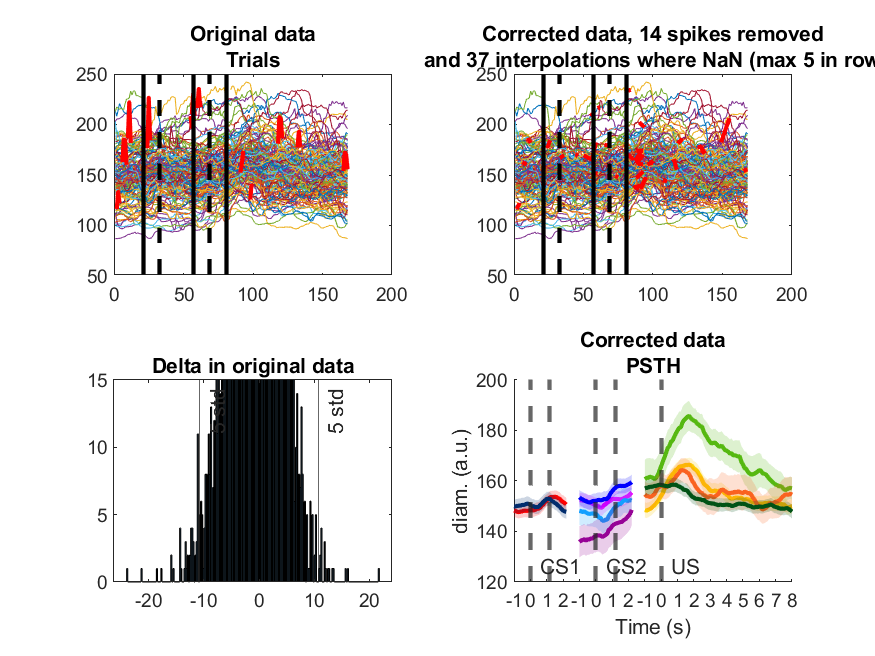 Original data
Trials
250
200
150
100
50
0 50 100 150 200
Corrected data, 14 spikes removed
and 37 interpolations where NaN (max 5 in row
250
200
150
100
50
0 50 100 150 200
Delta in original data
15
10
5
0
-20 -10 0 10 20
5 std
5 std
Corrected data
PSTH
200
180
160
140
120
diam. (a.u.)
CS1 CS2 US
-1 0 1 2 -1 0 1 2 -1 0 1 2 3 4 5 6 7 8
Time (s)